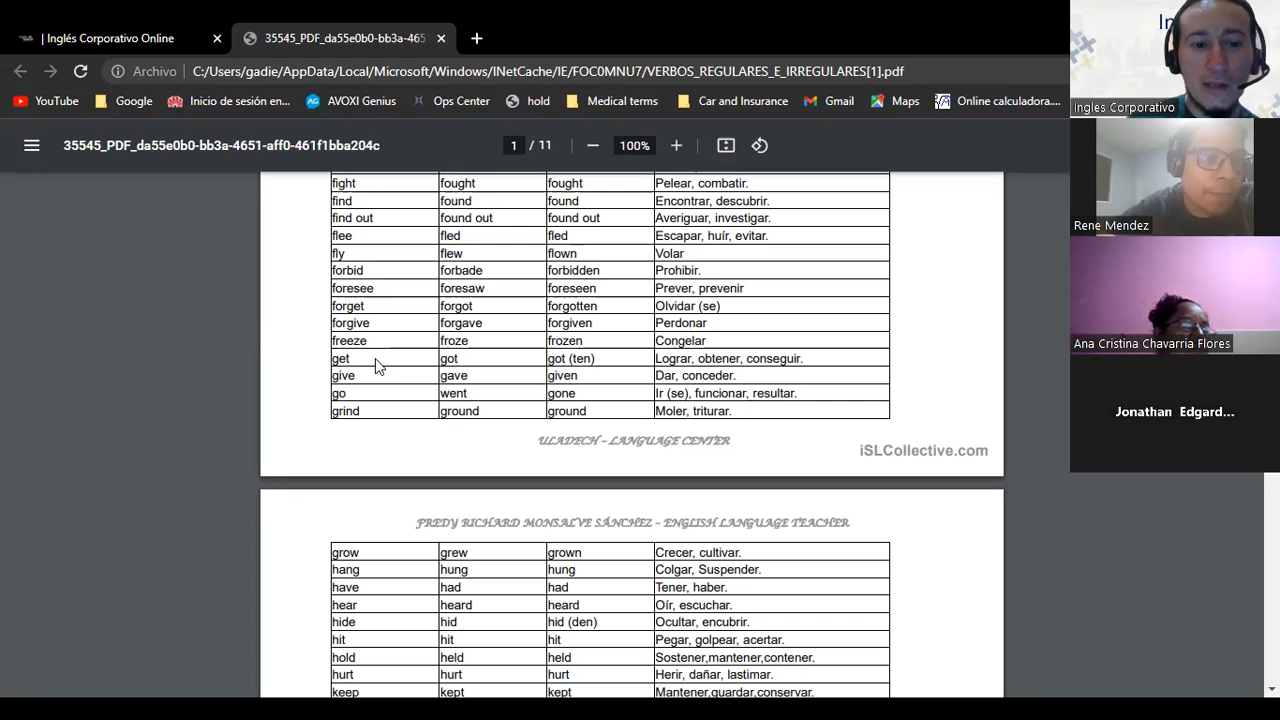 | Inglés Corporativo Online
35545_PDF_da55e0b0-bb3a-465
In
Archivo C:/Users/gadie/AppData/Local/Microsoft/Windows/INetCache/IE/FOC0MNU7/VERBOS_REGULARES_E_IRREGULARES[1].pdf
YouTube Google Inicio de sesión en... AVOXI Genius Ops Center hold Medical terms Car and Insurance Gmail Maps Online calculadora....
Ingles Corporativo
35545_PDF_da55e0b0-bb3a-4651-aff0-461f1bba204c 1 / 11 100%
fight fought fought Pelear, combatir.
find found found Encontrar, descubrir.
find out found out found out Averiguar, investigar.
flee fled fled Escapar, huír, evitar.
fly flew flown Volar
forbid forbade forbidden Prohibir.
foresee foresaw foreseen Prever, prevenir
forget forgot forgotten Olvidar (se)
forgive forgave forgiven Perdonar
freeze froze frozen Congelar
get got got (ten) Lograr, obtener, conseguir.
give gave given Dar, conceder.
go went gone Ir (se), funcionar, resultar.
grind ground ground Moler, triturar.
ULADECH – LANGUAGE CENTER
iSLCollective.com
FREDY RICHARD MONSALVE SÁNCHEZ – ENGLISH LANGUAGE TEACHER
grow grew grown Crecer, cultivar.
hang hung hung Colgar, Suspender.
have had had Tener, haber.
hear heard heard Oír, escuchar.
hide hid hid (den) Ocultar, encubrir.
hit hit hit Pegar, golpear, acertar.
hold held held Sostener,mantener,contener.
hurt hurt hurt Herir, dañar, lastimar.
keep kept kept Mantener,guardar,conservar.
Rene Mendez
Ana Cristina Chavarria Flores
Jonathan Edgard...